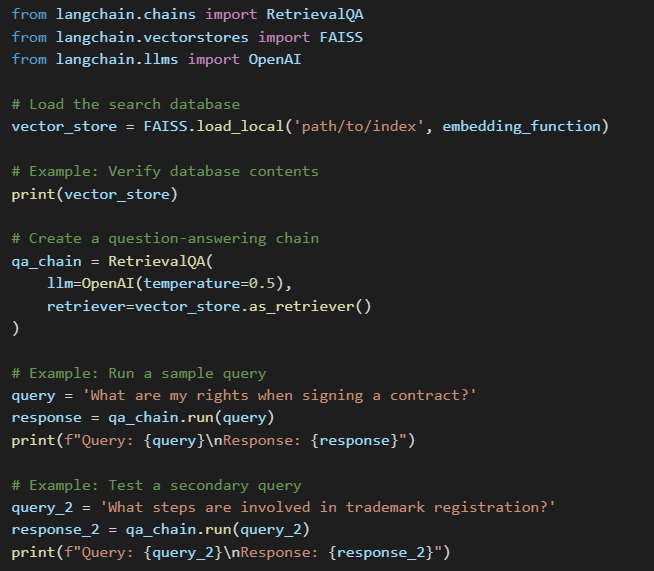 from langchain.chains import RetrievalQA
from langchain.vectorstores import FAISS
from langchain.llms import OpenAI
# Load the search database
vector_store = FAISS.load_local('path/to/index', embedding_function)
# Example: Verify database contents
print(vector_store)
# Create a question-answering chain
qa_chain = RetrievalQA(
    llm=OpenAI(temperature=0.5),
    retriever=vector_store.as_retriever()
)
# Example: Run a sample query
query = 'What are my rights when signing a contract?'
response = qa_chain.run(query)
print(f"Query: {query}\nResponse: {response}")
# Example: Test a secondary query
query_2 = 'What steps are involved in trademark registration?'
response_2 = qa_chain.run(query_2)
print(f"Query: {query_2}\nResponse: {response_2}")